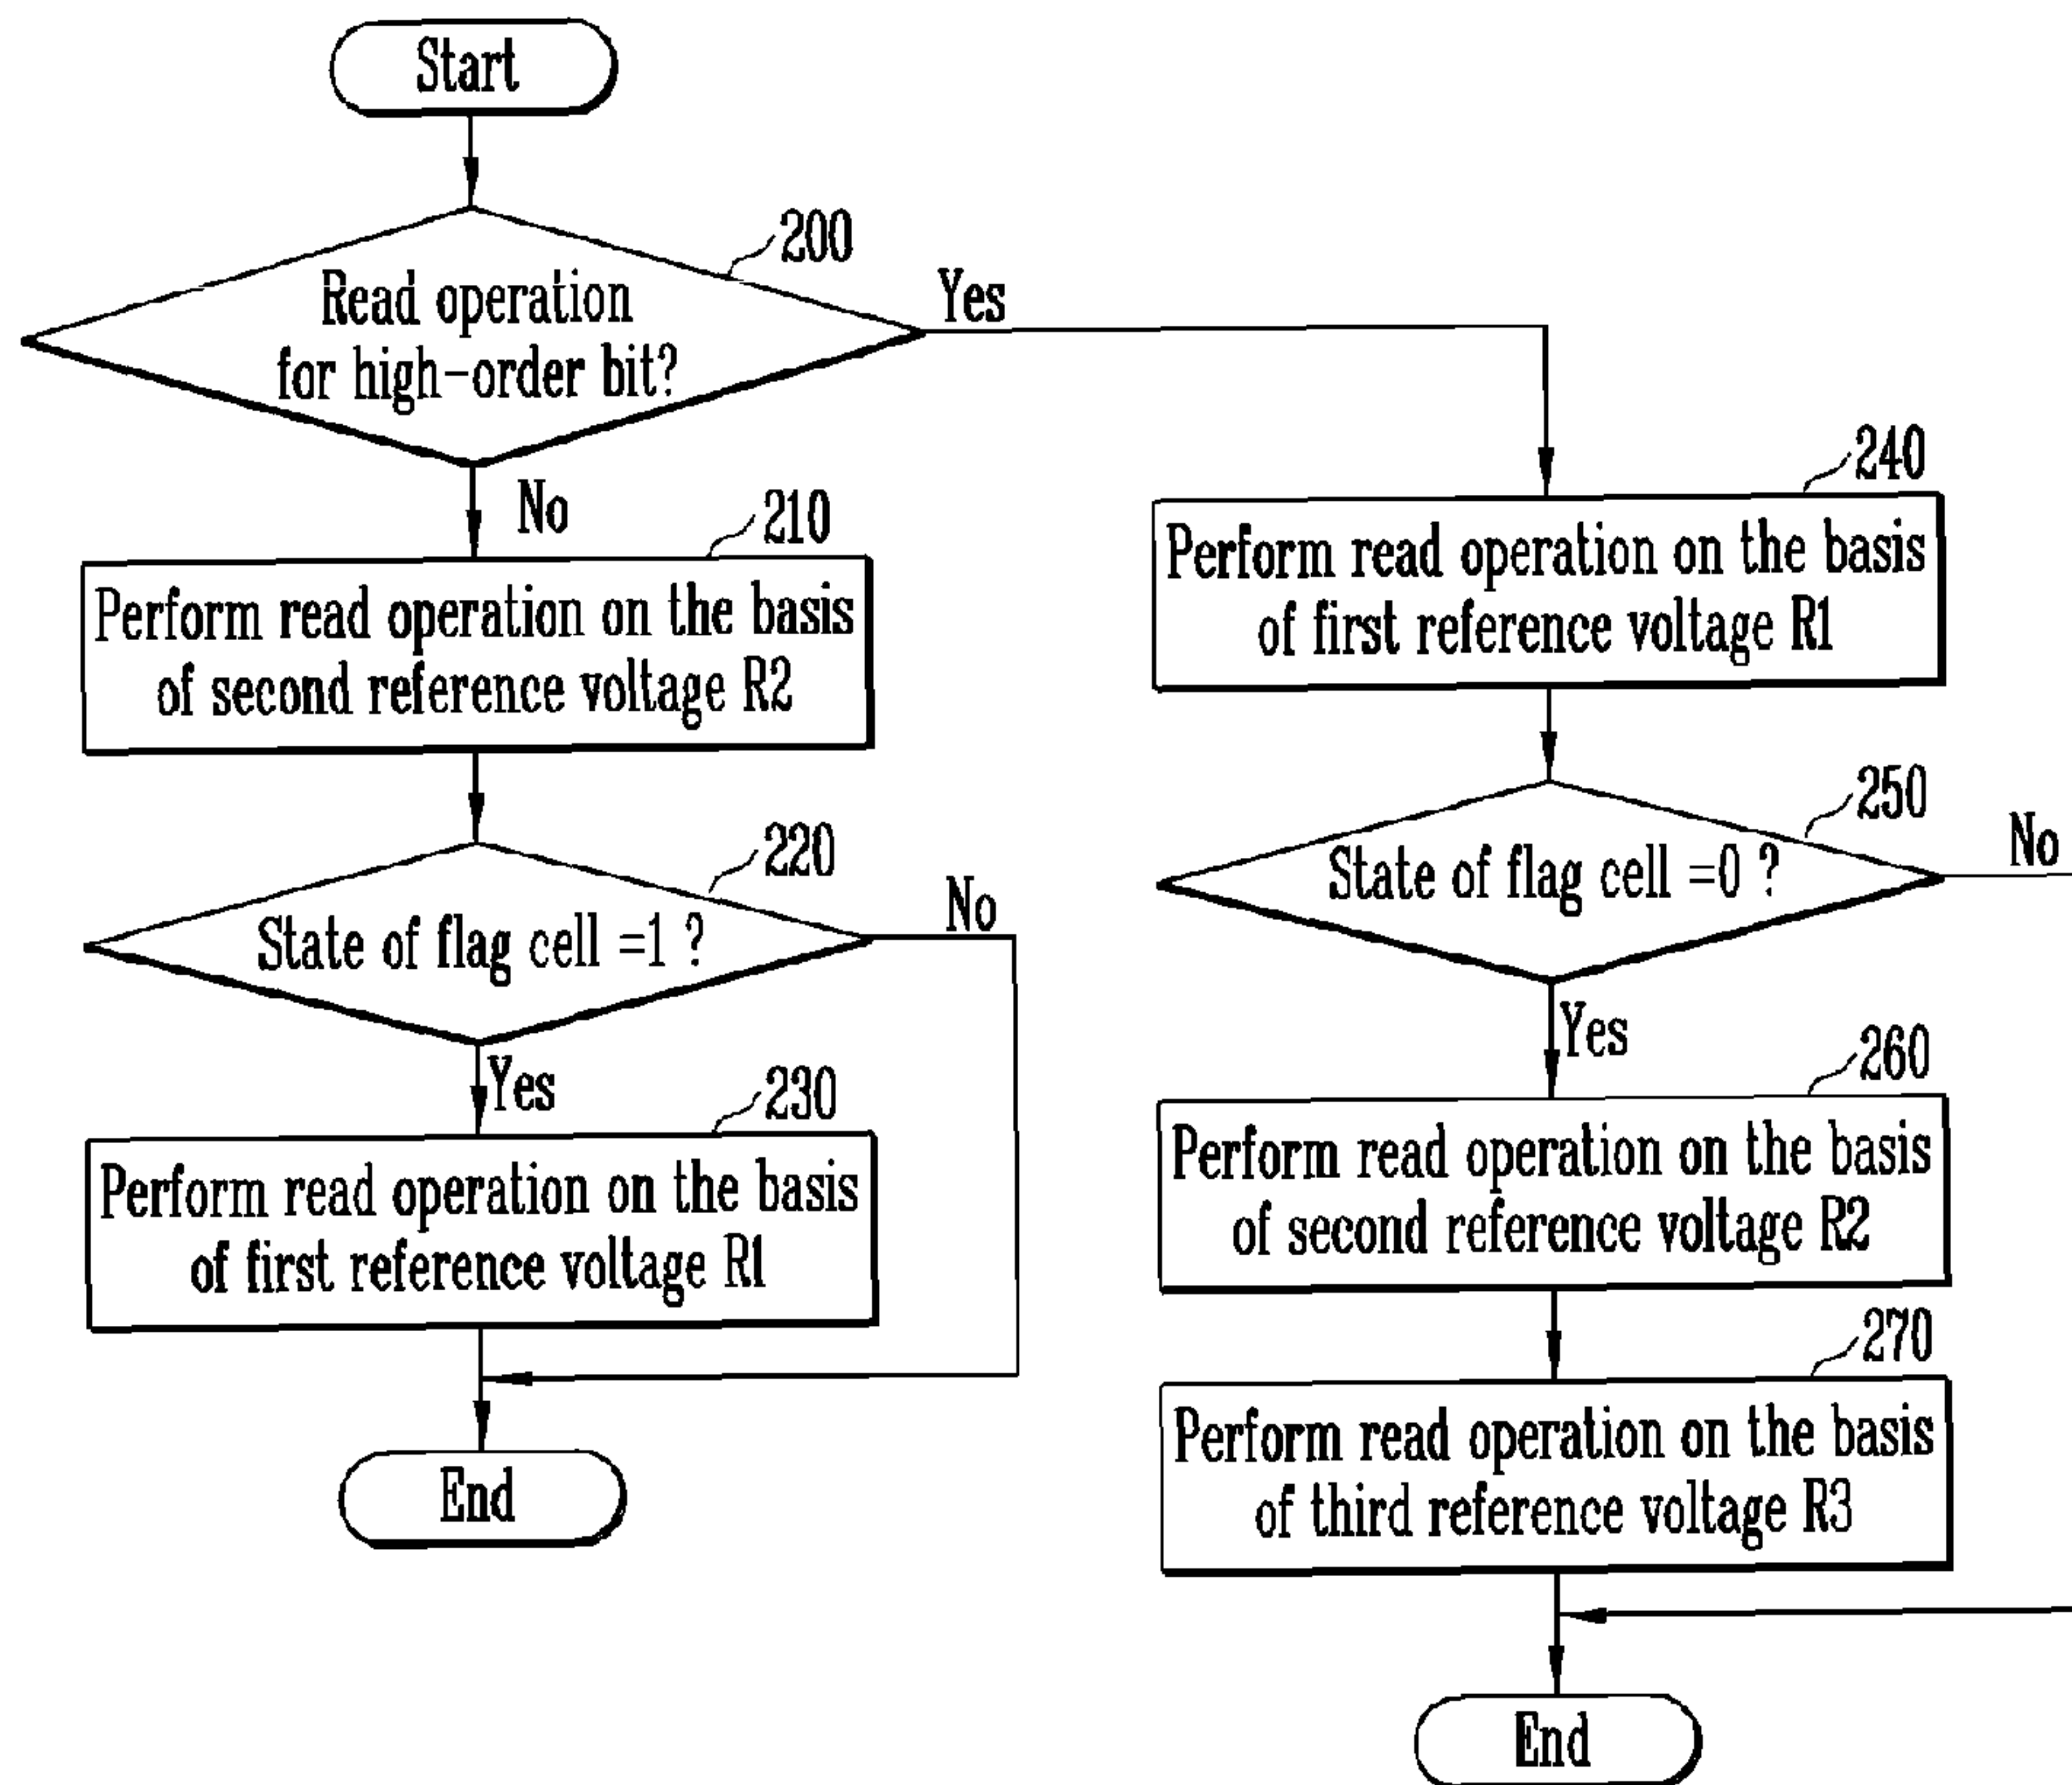 Start
200
Read operation
for high-order bit?
Yes
No
210
Perform read operation on the basis
of second reference voltage R2
220
State of flag cell =1 ?
No
Yes
230
Perform read operation on the basis
of first reference voltage R1
End
240
Perform read operation on the basis
of first reference voltage R1
250
State of flag cell =0 ?
No
Yes
260
Perform read operation on the basis
of second reference voltage R2
270
Perform read operation on the basis
of third reference voltage R3
End